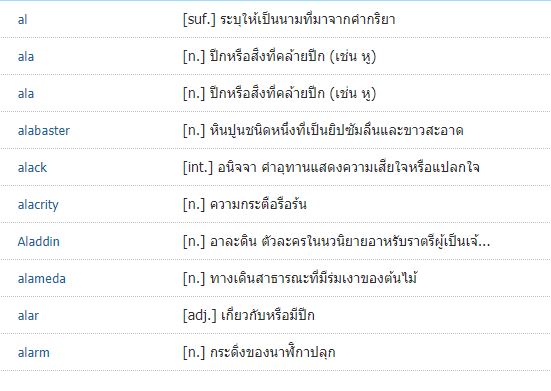 al [suf.] ระบุให้เป็นนามที่มาจากคำกริยา
ala [n.] ปีกหรือสิ่งที่คล้ายปีก (เช่น หู)
ala [n.] ปีกหรือสิ่งที่คล้ายปีก (เช่น หู)
alabaster [n.] หินปูนชนิดหนึ่งที่เป็นยิปซัมลื่นและขาวสะอาด
alack [int.] อนิจจา คำอุทานแสดงความเสียใจหรือแปลกใจ
alacrity [n.] ความกระตือรือร้น
Aladdin [n.] อาละดิน ตัวละครในนวนิยายอาหรับราตรีผู้เป็นเจ้...
alameda [n.] ทางเดินสาธารณะที่มีร่มเงาของต้นไม้
alar [adj.] เกี่ยวกับหรือมีปีก
alarm [n.] กระดิ่งของนาฬิกาปลุก